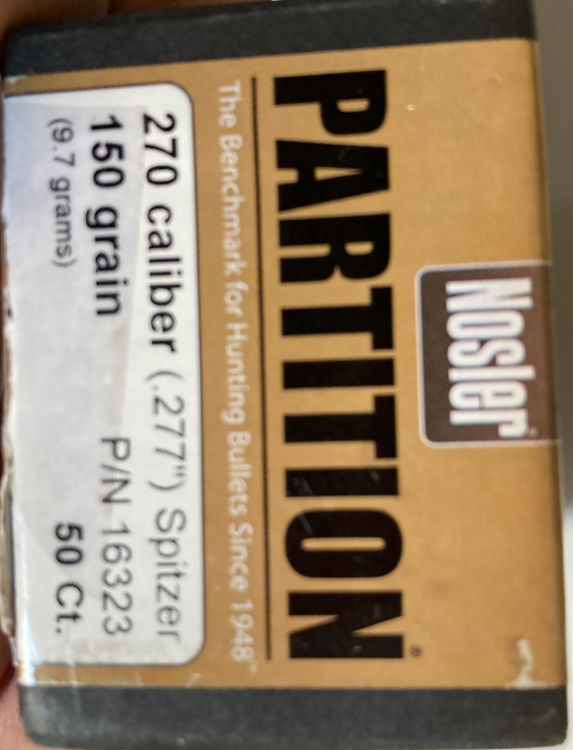 Nosler®
PARTITION®
The Benchmark for Hunting Bullets Since 1948™
270 caliber (.277") Spitzer
150 grain P/N 16323
(9.7 grams) 50 Ct.